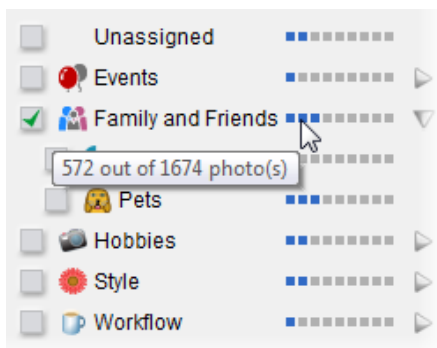 Unassigned
Events
Family and Friends
572 out of 1674 photo(s)
Pets
Hobbies
Style
Workflow